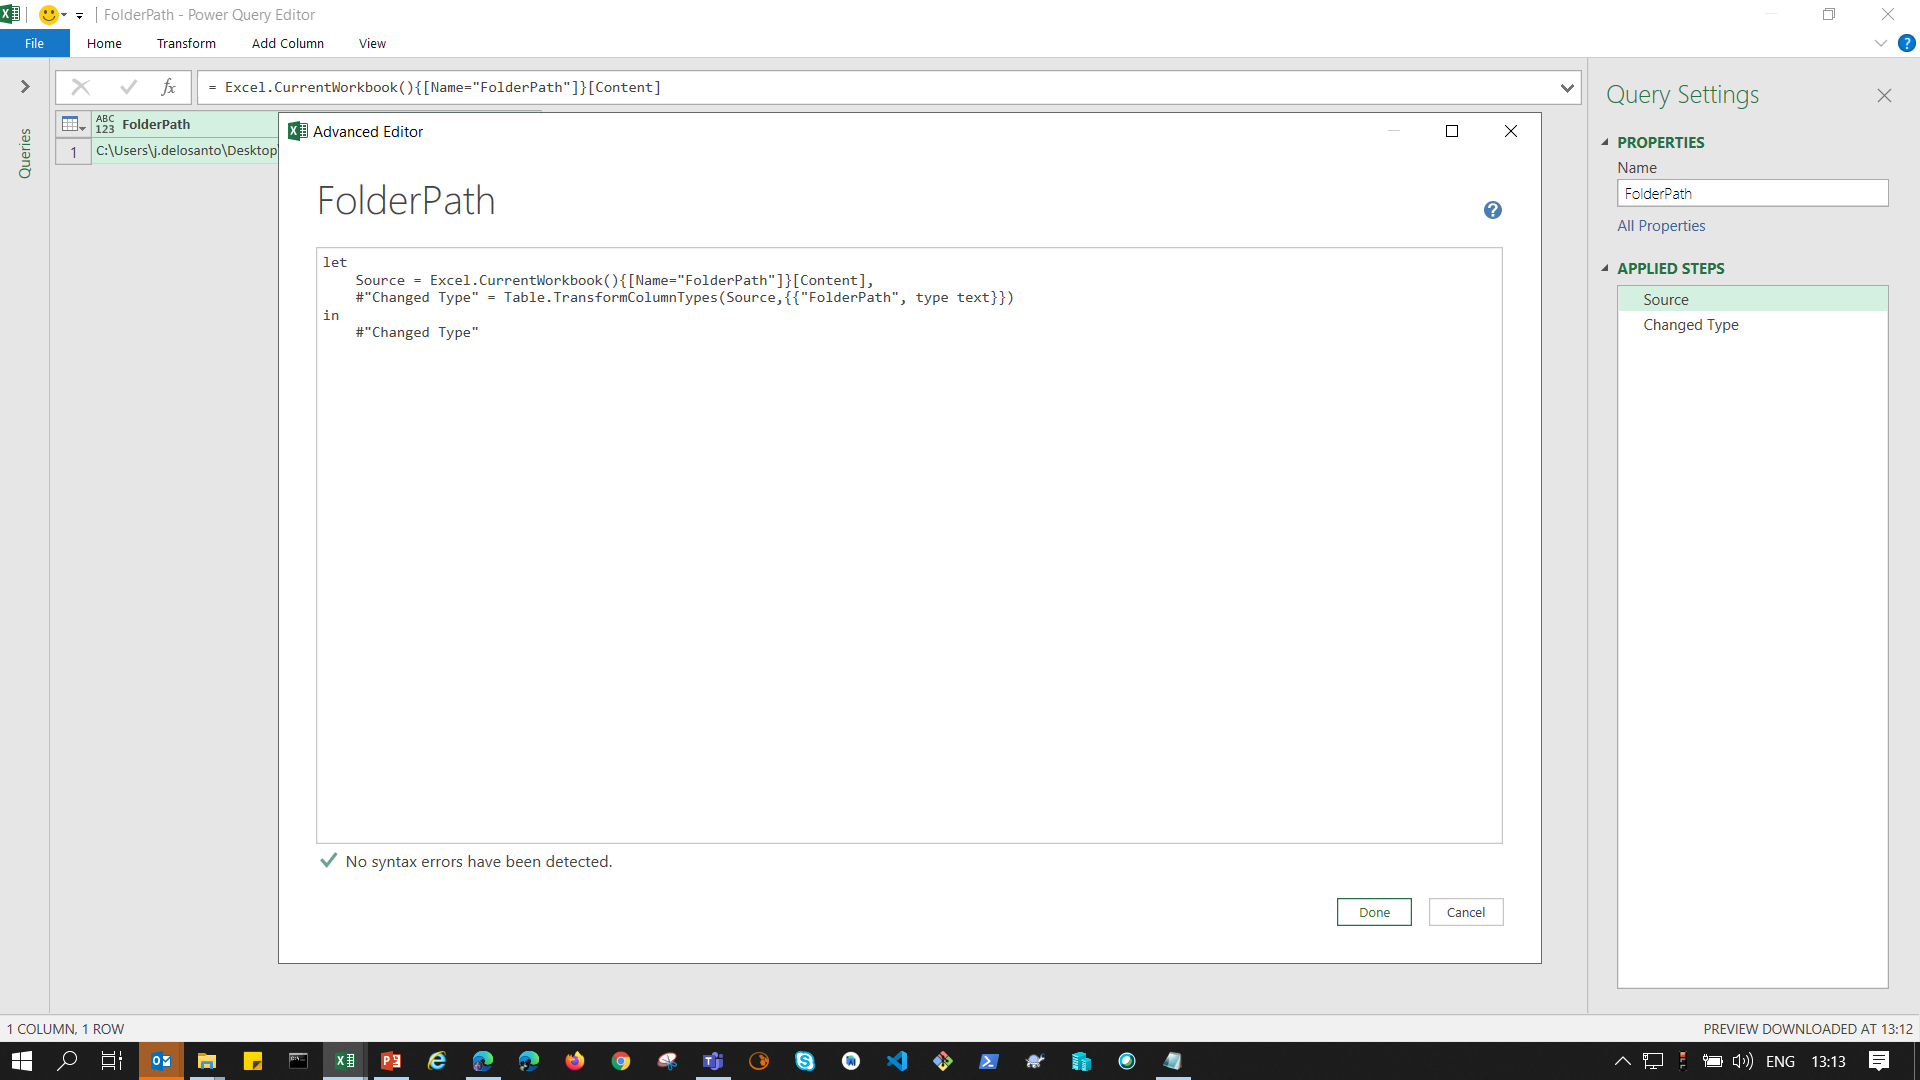 FolderPath - Power Query Editor
File Home Transform Add Column View
fx = Excel.CurrentWorkbook(){[Name="FolderPath"]}[Content]
Queries
ABC 123 FolderPath
1 C:\Users\j.delosanto\Desktop\
Advanced Editor
FolderPath
let
    Source = Excel.CurrentWorkbook(){[Name="FolderPath"]}[Content],
    #"Changed Type" = Table.TransformColumnTypes(Source,{{"FolderPath", type text}})
in
    #"Changed Type"
No syntax errors have been detected.
Done Cancel
Query Settings
PROPERTIES
Name
FolderPath
All Properties
APPLIED STEPS
Source
Changed Type
1 COLUMN, 1 ROW
PREVIEW DOWNLOADED AT 13:12
ENG 13:13